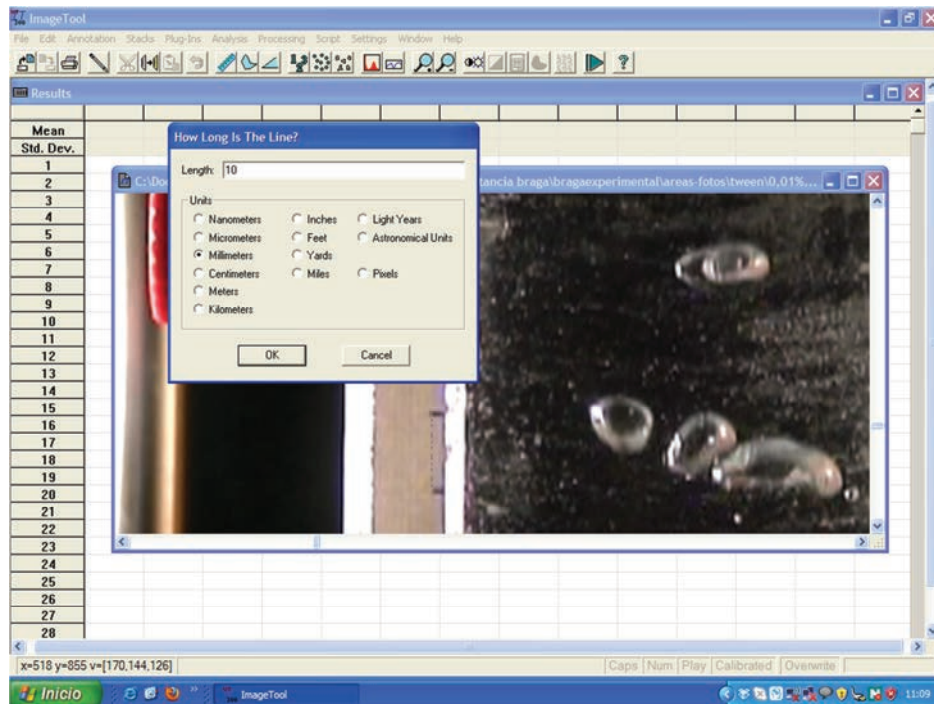 ImageTool
File Edit Annotation Stacks Plug-Ins Analysis Processing Script Settings Window Help
Results
Mean
Std. Dev.
How Long Is The Line?
Length: 10
Units
Nanometers Inches Light Years
Micrometers Feet Astronomical Units
Millimeters Yards
Centimeters Miles Pixels
Meters
Kilometers
OK Cancel
C:\Doc
tancia braga\bragaexperimental\areas-fotos\tween\0,01%...
1
2
3
4
5
6
7
8
9
10
11
12
13
14
15
16
17
18
19
20
21
22
23
24
25
26
27
28
x=518 y=855 v=[170,144,126]
Caps Num Play Calibrated Overwrite
Inicio
ImageTool
11:09